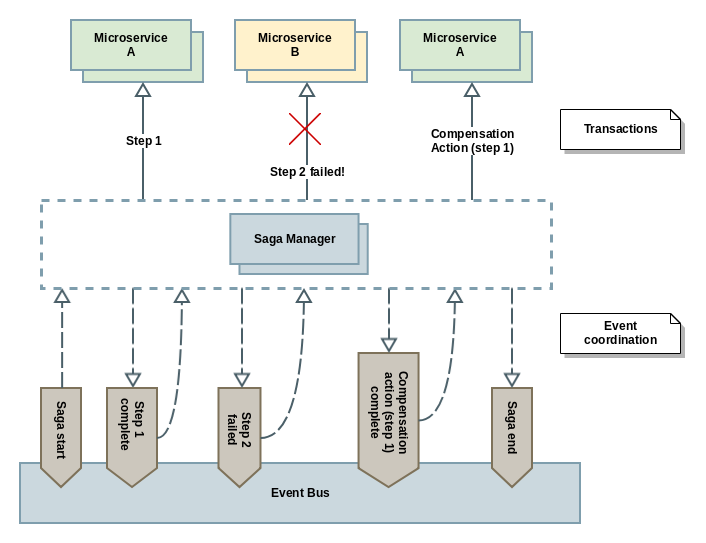 Microservice
A
Microservice
B
Microservice
A
Step 1
Step 2 failed!
Compensation
Action (step 1)
Transactions
Saga Manager
Event
coordination
Saga start
Step 1
complete
Step 2
failed
Compensation
action (step 1)
complete
Saga end
Event Bus